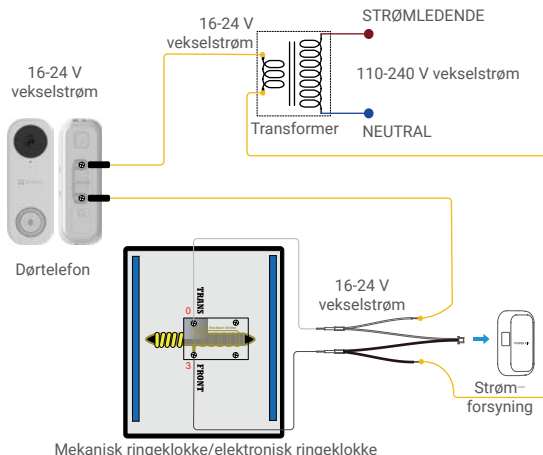 16-24 V
vekselstrøm
STRØMLEDENDE
16-24 V
vekselstrøm
110-240 V vekselstrøm
Transformer
NEUTRAL
Dørtelefon
0
TRANS
3
FRONT
16-24 V
vekselstrøm
Strøm-
forsyning
Mekanisk ringeklokke/elektronisk ringeklokke